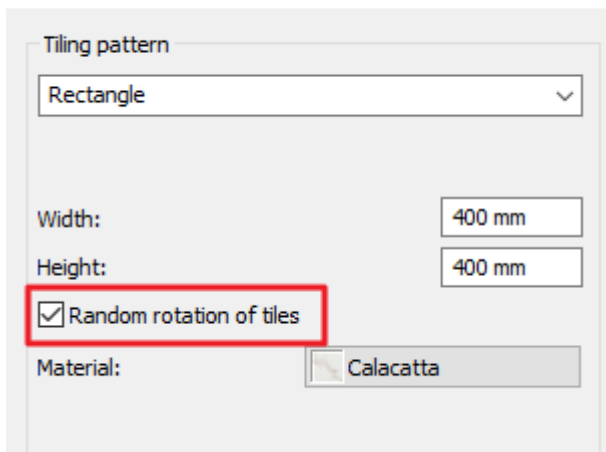 Tiling pattern
Rectangle
Width: 400 mm
Height: 400 mm
Random rotation of tiles
Material: Calacatta